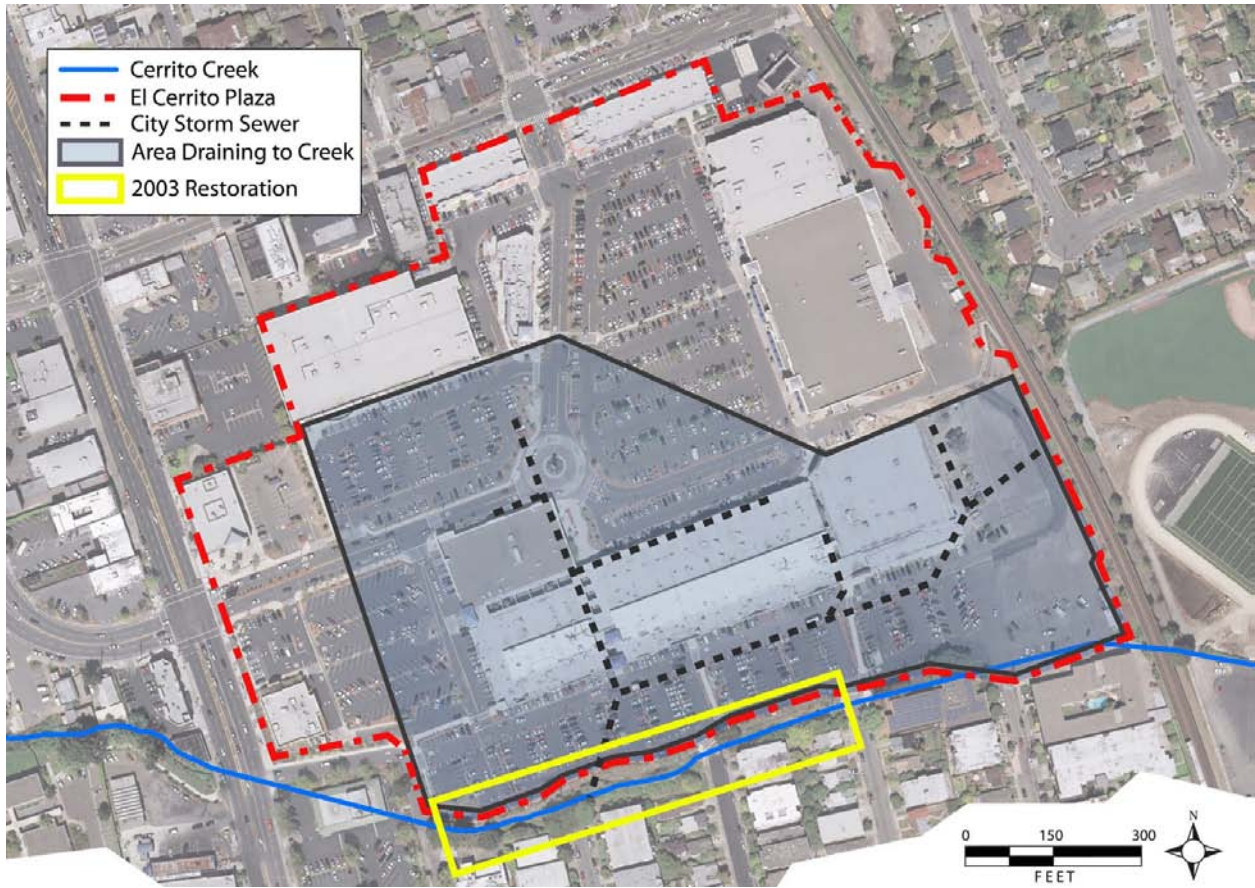 Cerrito Creek
El Cerrito Plaza
City Storm Sewer
Area Draining to Creek
2003 Restoration
0 150 300
FEET
N